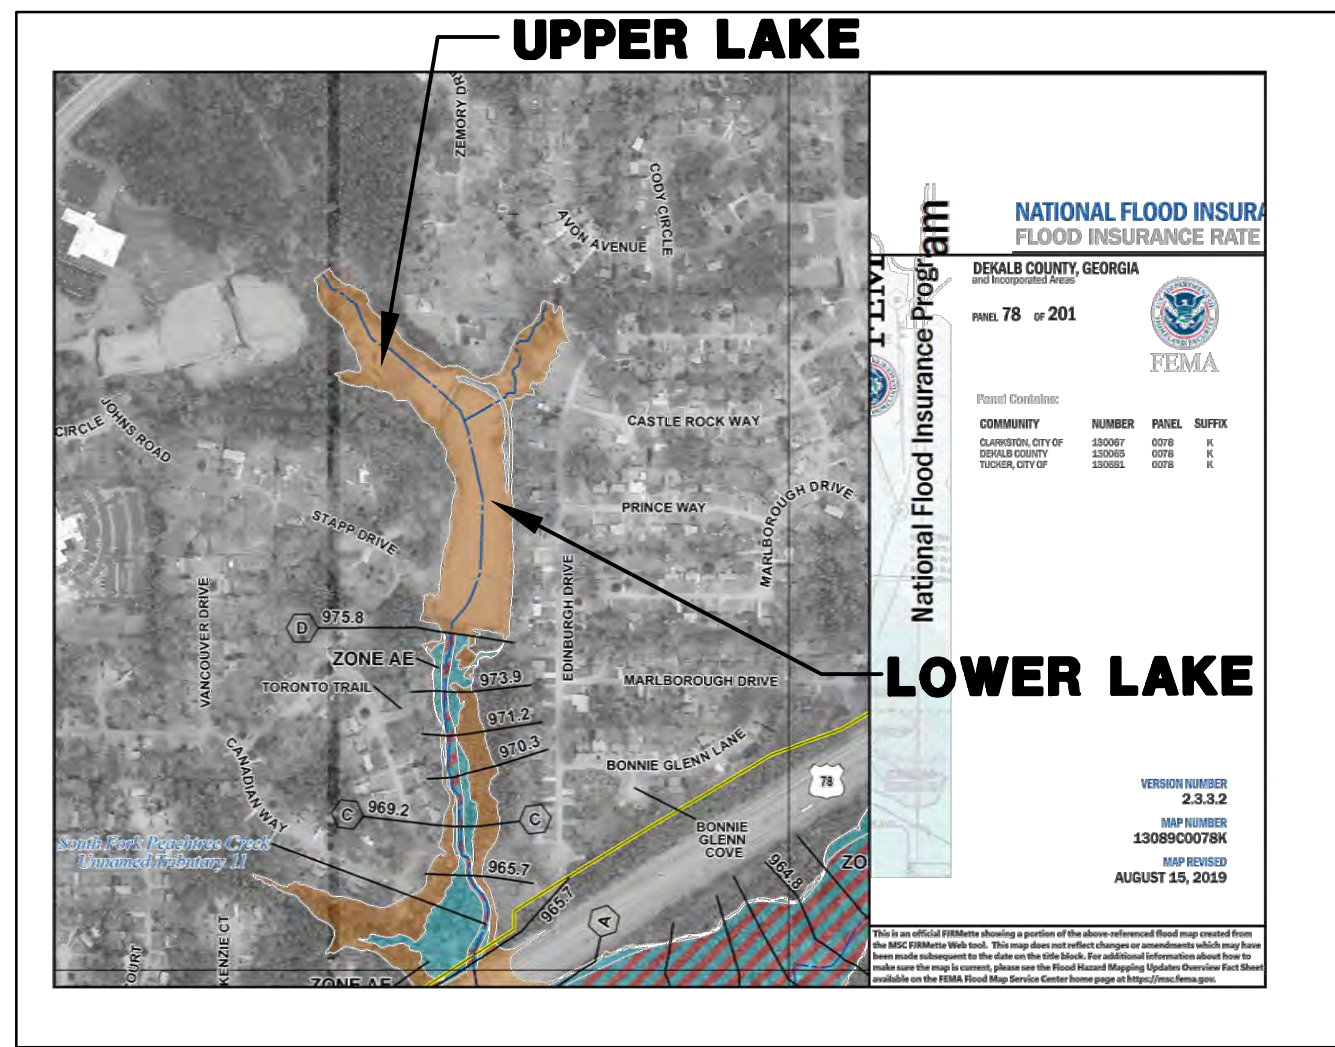 UPPER LAKE
ZEMORY DR
CODY CIRCLE
AVON AVENUE
CIRCLE
JOHNS ROAD
CASTLE ROCK WAY
STAPP DRIVE
PRINCE WAY
MARLBOROUGH DRIVE
VANCOUVER DRIVE
EDINBURGH DRIVE
D
975.8
ZONE AE
TORONTO TRAIL
973.9
MARLBOROUGH DRIVE
LOWER LAKE
971.2
970.3
CANADIAN WAY
BONNIE GLENN LANE
78
C
969.2
C
BONNIE
GLENN
COVE
South Fork Peachtree Creek
Unnamed Tributary 11
965.7
965.7
964.8
ZO
A
KENZIE CT
OURT
ZONE AE
National Flood Insurance Program
NATIONAL FLOOD INSURA
FLOOD INSURANCE RATE
DEKALB COUNTY, GEORGIA
and Incorporated Areas
PANEL 78 OF 201
FEMA
Panel Contains:
COMMUNITY NUMBER PANEL SUFFIX
CLARKSTON, CITY OF 130067 0078 K
DEKALB COUNTY 130065 0078 K
TUCKER, CITY OF 130681 0078 K
VERSION NUMBER
2.3.3.2
MAP NUMBER
13089C0078K
MAP REVISED
AUGUST 15, 2019
This is an official FIRMette showing a portion of the above-referenced flood map created from
the MSC FIRMette Web tool. This map does not reflect changes or amendments which may have
been made subsequent to the date on the title block. For additional information about how to
make sure the map is current, please see the Flood Hazard Mapping Updates Overview Fact Sheet
available on the FEMA Flood Map Service Center home page at https://msc.fema.gov.